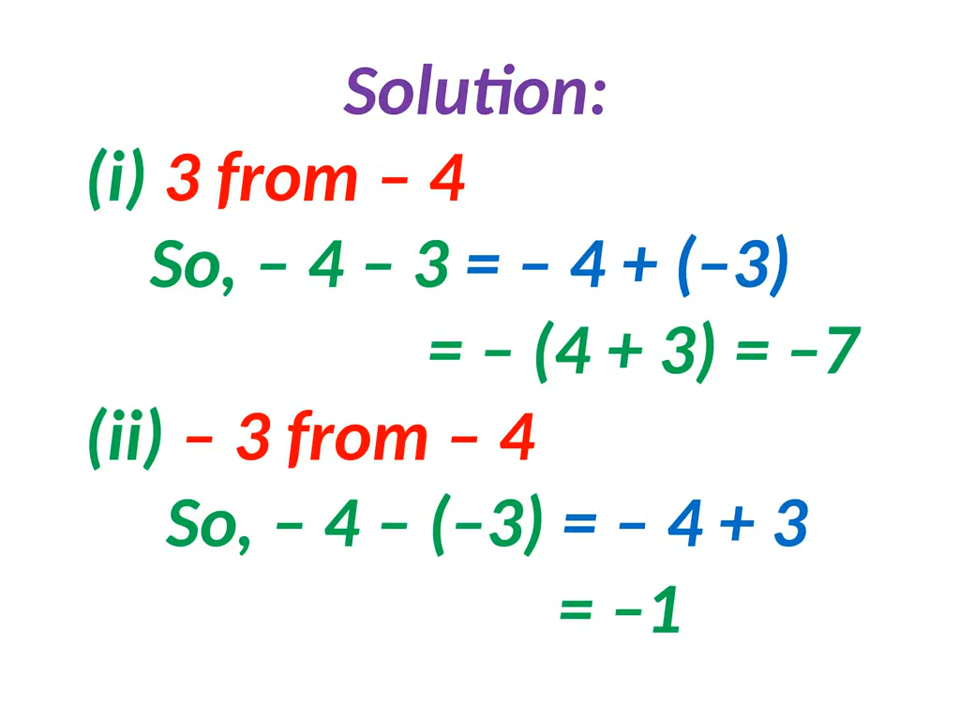 Solution:
(i) 3 from – 4
So, – 4 – 3 = – 4 + (–3)
= – (4 + 3) = –7
(ii) – 3 from – 4
So, – 4 – (–3) = – 4 + 3
= –1